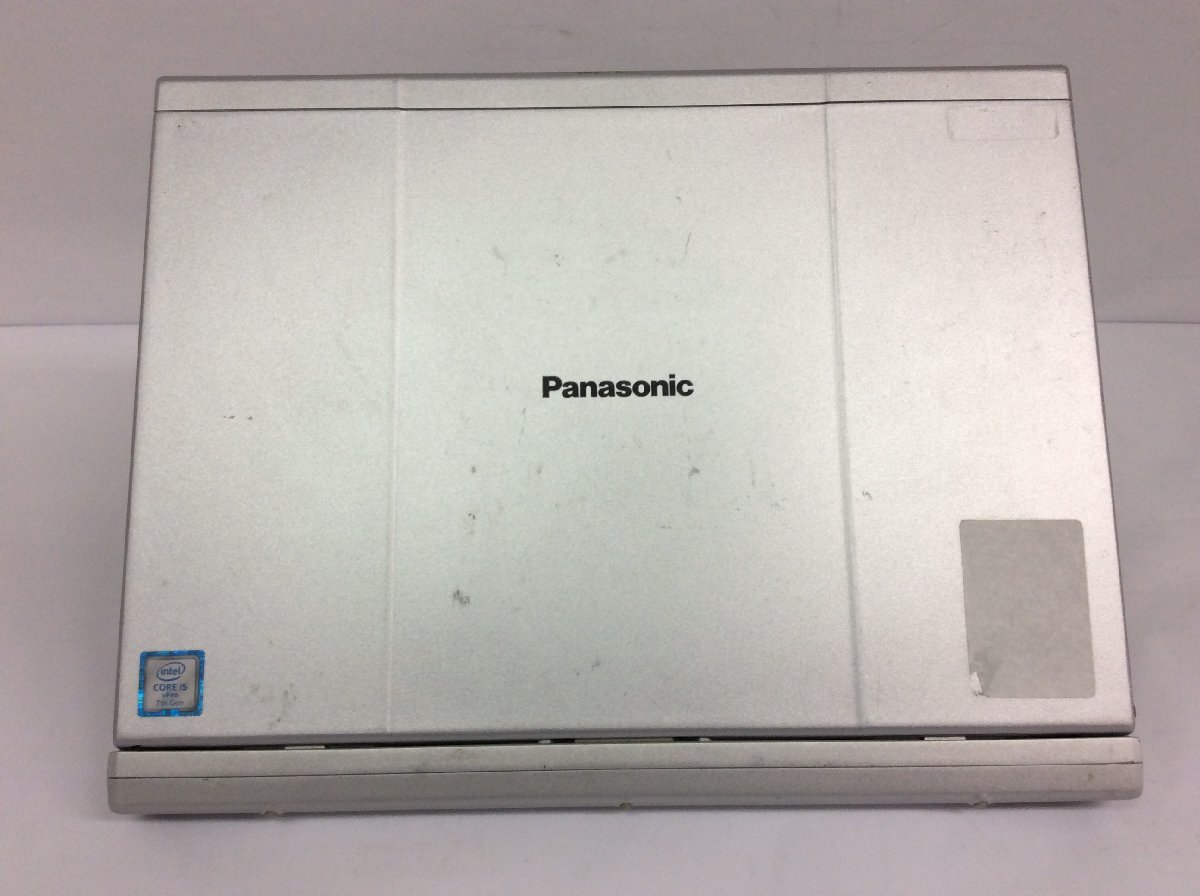 Panasonic
intel
CORE i5
vPro
7th Gen